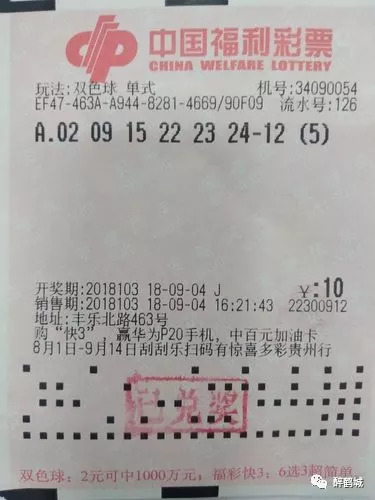 中国福利彩票
CHINA WELFARE LOTTERY
玩法:双色球 单式 机号:34090054
EF47-463A-A944-8281-4669/90F09 流水号:126
A.02 09 15 22 23 24-12 (5)
开奖期:2018103 18-09-04 J ¥:10
销售期:2018103 18-09-04 16:21:43 22300912
地址:丰乐北路463号
购“快3”,赢华为P20手机,中百元加油卡
8月1日-9月14日刮刮乐扫码有惊喜多彩贵州行
已兑奖
双色球:2元可中1000万元,福彩快3:6选3超简单
醉鹤城